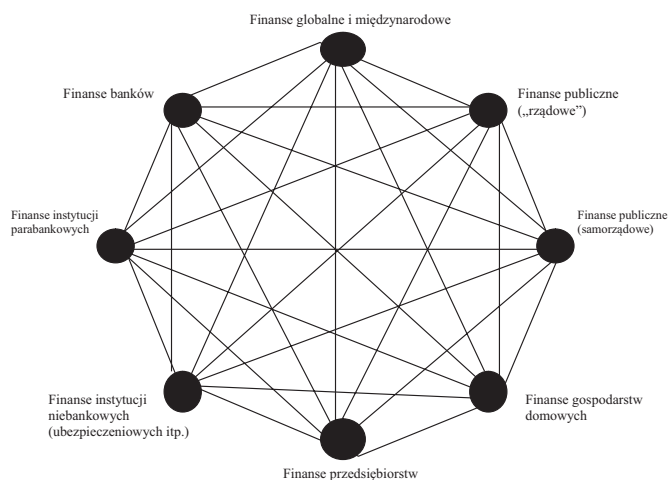 Finanse globalne i międzynarodowe
Finanse banków
Finanse publiczne
(„rządowe”)
Finanse instytucji
parabankowych
Finanse publiczne
(samorządowe)
Finanse instytucji
niebankowych
(ubezpieczeniowych itp.)
Finanse gospodarstw
domowych
Finanse przedsiębiorstw